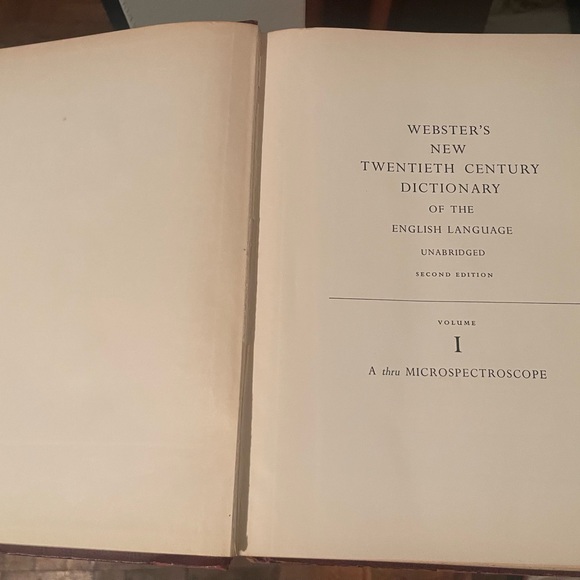 WEBSTER'S
NEW
TWENTIETH CENTURY
DICTIONARY
OF THE
ENGLISH LANGUAGE
UNABRIDGED
SECOND EDITION
VOLUME
I
A thru MICROSPECTROSCOPE